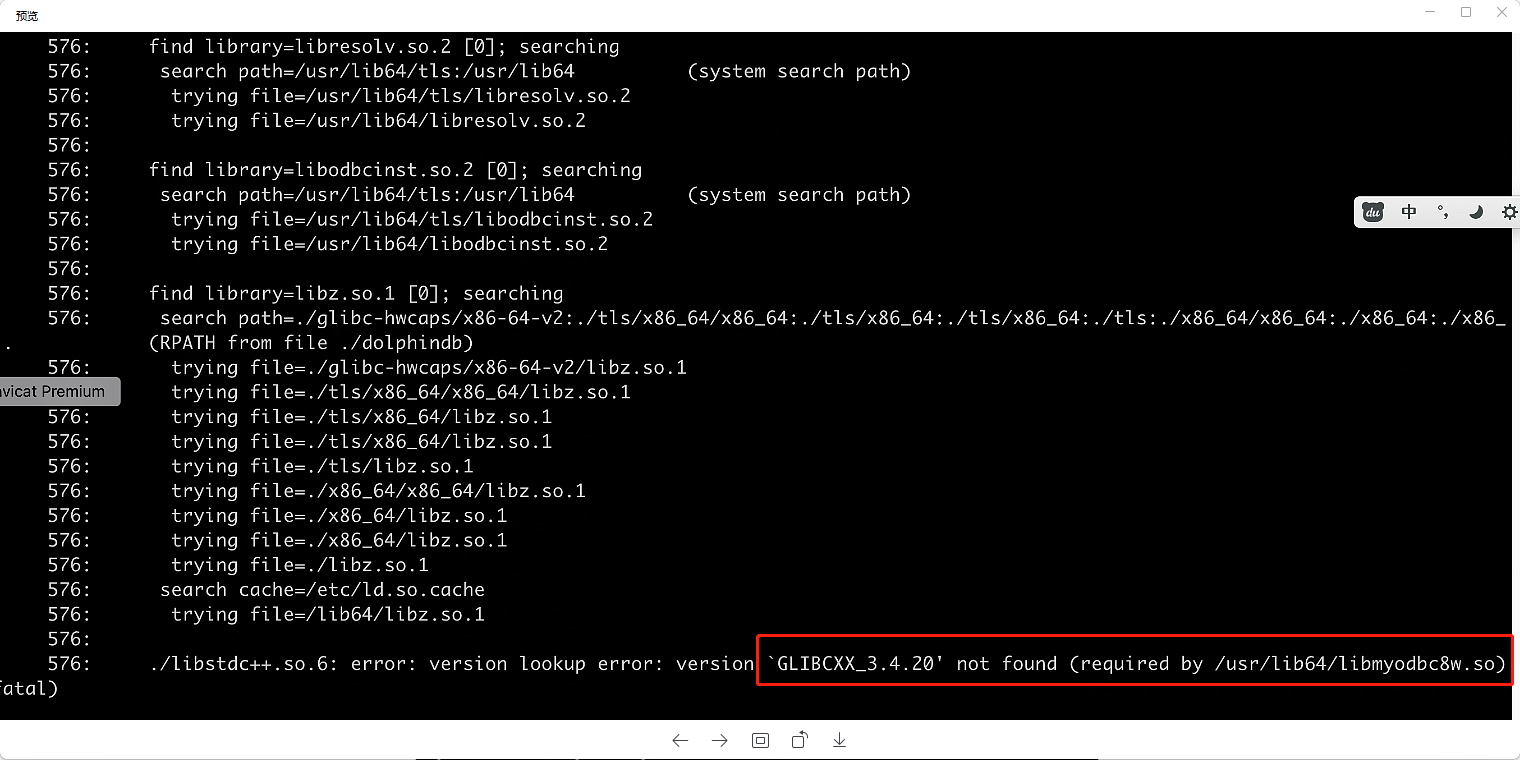 预览
576: find library=libresolv.so.2 [0]; searching
576: search path=/usr/lib64/tls:/usr/lib64 (system search path)
576: trying file=/usr/lib64/tls/libresolv.so.2
576: trying file=/usr/lib64/libresolv.so.2
576:
576: find library=libodbcinst.so.2 [0]; searching
576: search path=/usr/lib64/tls:/usr/lib64 (system search path)
576: trying file=/usr/lib64/tls/libodbcinst.so.2
576: trying file=/usr/lib64/libodbcinst.so.2
576:
576: find library=libz.so.1 [0]; searching
576: search path=./glibc-hwcaps/x86-64-v2:./tls/x86_64/x86_64:./tls/x86_64:./tls/x86_64:./tls:./x86_64/x86_64:./x86_64:./x86_
. (RPATH from file ./dolphindb)
576: trying file=./glibc-hwcaps/x86-64-v2/libz.so.1
avicat Premium
trying file=./tls/x86_64/x86_64/libz.so.1
576: trying file=./tls/x86_64/libz.so.1
576: trying file=./tls/x86_64/libz.so.1
576: trying file=./tls/libz.so.1
576: trying file=./x86_64/x86_64/libz.so.1
576: trying file=./x86_64/libz.so.1
576: trying file=./x86_64/libz.so.1
576: trying file=./libz.so.1
576: search cache=/etc/ld.so.cache
576: trying file=/lib64/libz.so.1
576:
576: ./libstdc++.so.6: error: version lookup error: version `GLIBCXX_3.4.20' not found (required by /usr/lib64/libmyodbc8w.so)
fatal)
du 中 °,